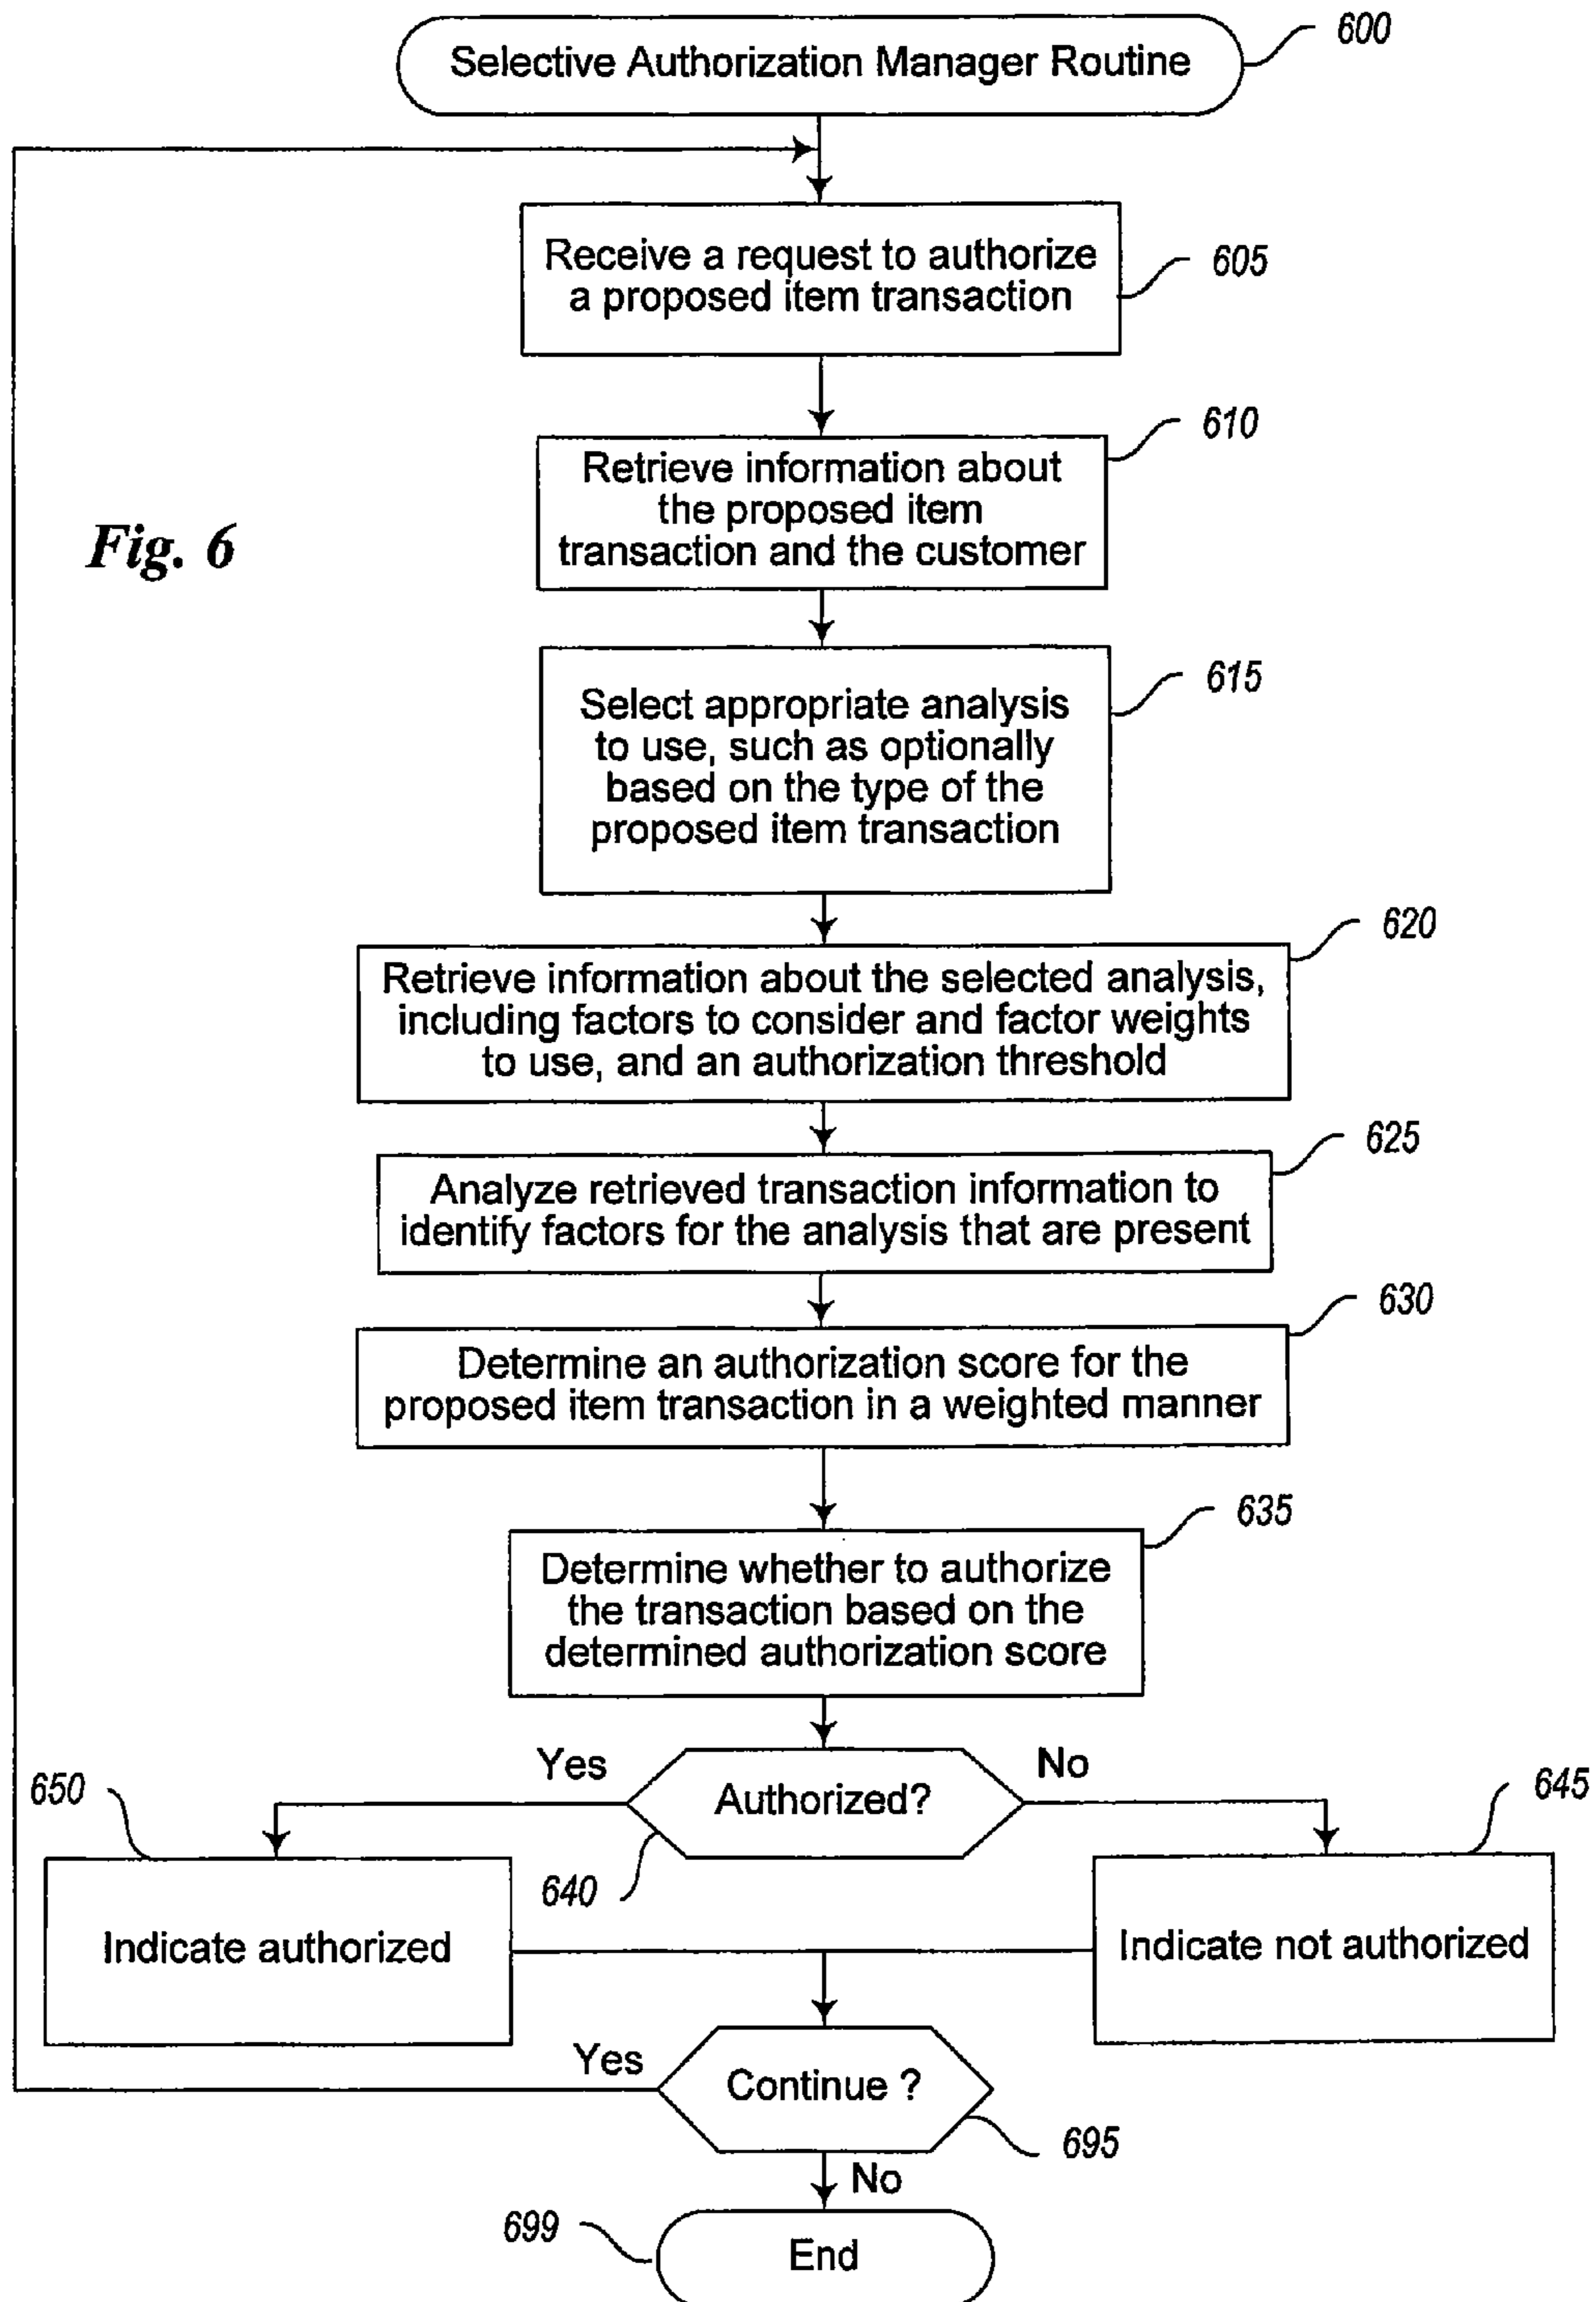 Selective Authorization Manager Routine
600
Receive a request to authorize
a proposed item transaction
605
610
Retrieve information about
the proposed item
transaction and the customer
Fig. 6
615
Select appropriate analysis
to use, such as optionally
based on the type of the
proposed item transaction
620
Retrieve information about the selected analysis,
including factors to consider and factor weights
to use, and an authorization threshold
625
Analyze retrieved transaction information to
identify factors for the analysis that are present
630
Determine an authorization score for the
proposed item transaction in a weighted manner
635
Determine whether to authorize
the transaction based on the
determined authorization score
Yes
No
650
Authorized?
645
640
Indicate authorized
Indicate not authorized
Yes
Continue ?
695
No
699
End